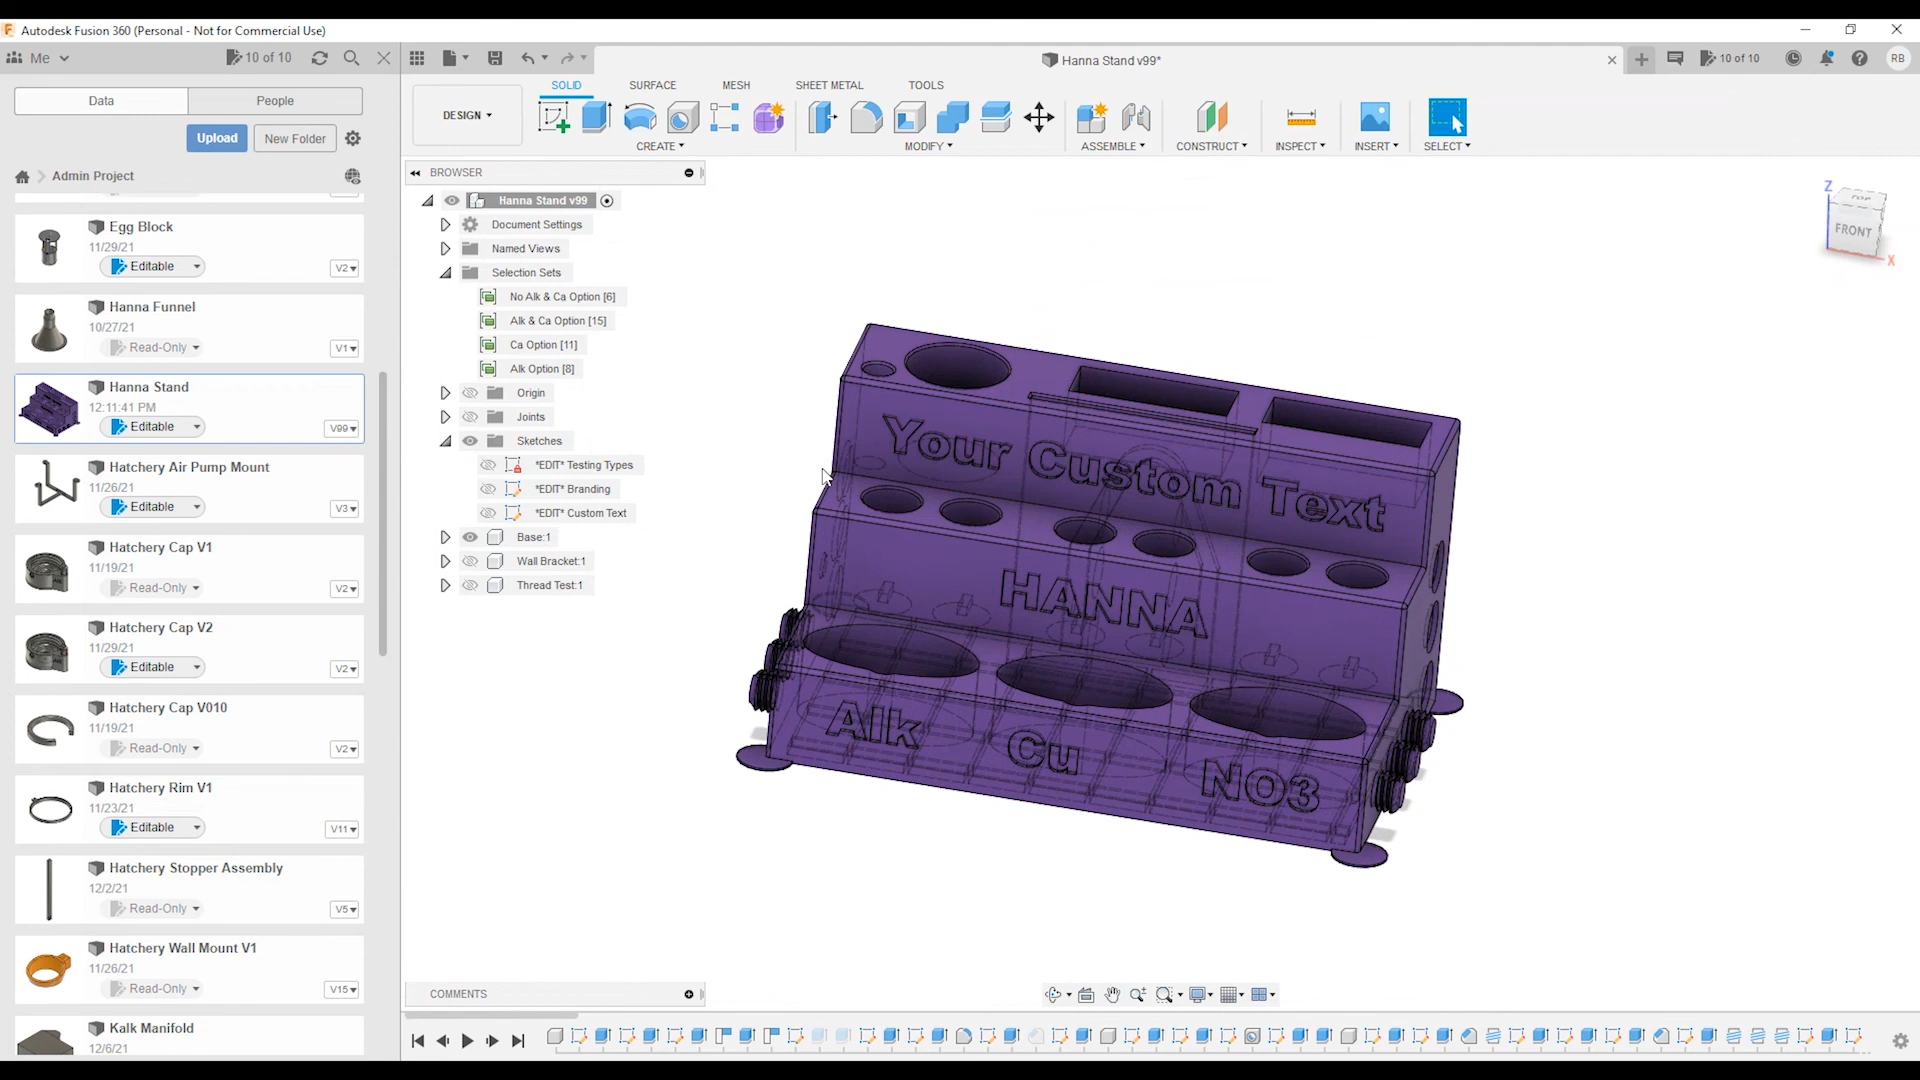 Autodesk Fusion 360 (Personal - Not for Commercial Use)
Me
10 of 10
Hanna Stand v99*
10 of 10
RB
Data
People
Upload
New Folder
Admin Project
Egg Block
11/29/21
Editable
V2
Hanna Funnel
10/27/21
Read-Only
V1
Hanna Stand
12:11:41 PM
Editable
V99
Hatchery Air Pump Mount
11/26/21
Editable
V3
Hatchery Cap V1
11/19/21
Read-Only
V2
Hatchery Cap V2
11/29/21
Editable
V2
Hatchery Cap V010
11/19/21
Read-Only
V2
Hatchery Rim V1
11/23/21
Editable
V11
Hatchery Stopper Assembly
12/2/21
Read-Only
V5
Hatchery Wall Mount V1
11/26/21
Read-Only
V15
Kalk Manifold
12/6/21
DESIGN
SOLID
SURFACE
MESH
SHEET METAL
TOOLS
CREATE
MODIFY
ASSEMBLE
CONSTRUCT
INSPECT
INSERT
SELECT
BROWSER
Hanna Stand v99
Document Settings
Named Views
Selection Sets
No Alk & Ca Option [6]
Alk & Ca Option [15]
Ca Option [11]
Alk Option [8]
Origin
Joints
Sketches
*EDIT* Testing Types
*EDIT* Branding
*EDIT* Custom Text
Base:1
Wall Bracket:1
Thread Test:1
Z
TOP
FRONT
X
Your Custom Text
HANNA
Alk
Cu
NO3
COMMENTS